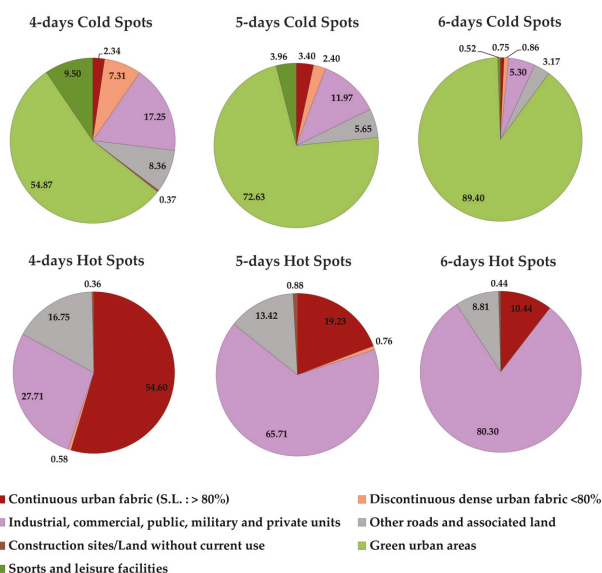 4-days Cold Spots
5-days Cold Spots
6-days Cold Spots
2.34
7.31
17.25
8.36
0.37
54.87
9.50
3.40
2.40
11.97
5.65
72.63
3.96
0.75
0.86
5.30
3.17
89.40
0.52
4-days Hot Spots
5-days Hot Spots
6-days Hot Spots
0.36
54.60
0.58
27.71
16.75
0.88
19.23
0.76
65.71
13.42
0.44
10.44
80.30
8.81
Continuous urban fabric (S.L. : > 80%)
Discontinuous dense urban fabric <80%
Industrial, commercial, public, military and private units
Other roads and associated land
Construction sites/Land without current use
Green urban areas
Sports and leisure facilities